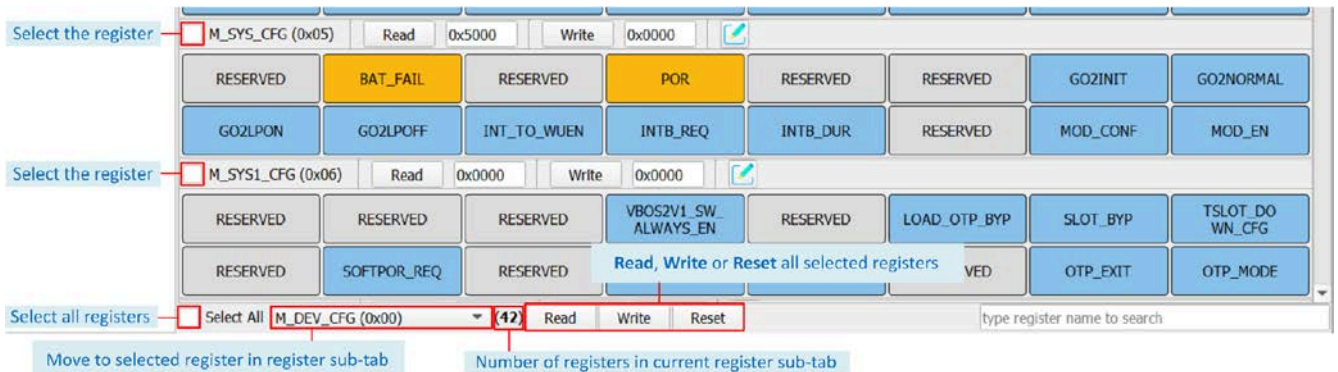 Select the register
M_SYS_CFG (0x05) Read 0x5000 Write 0x0000
RESERVED BAT_FAIL RESERVED POR RESERVED RESERVED GO2INIT GO2NORMAL
GO2LPON GO2LPOFF INT_TO_WUEN INTB_REQ INTB_DUR RESERVED MOD_CONF MOD_EN
Select the register
M_SYS1_CFG (0x06) Read 0x0000 Write 0x0000
RESERVED RESERVED RESERVED VBOS2V1_SW_
ALWAYS_EN RESERVED LOAD_OTP_BYP SLOT_BYP TSLOT_DO
WN_CFG
Read, Write or Reset all selected registers
RESERVED SOFTPOR_REQ RESERVED VED OTP_EXIT OTP_MODE
Select all registers
Select All M_DEV_CFG (0x00) (42) Read Write Reset type register name to search
Move to selected register in register sub-tab
Number of registers in current register sub-tab